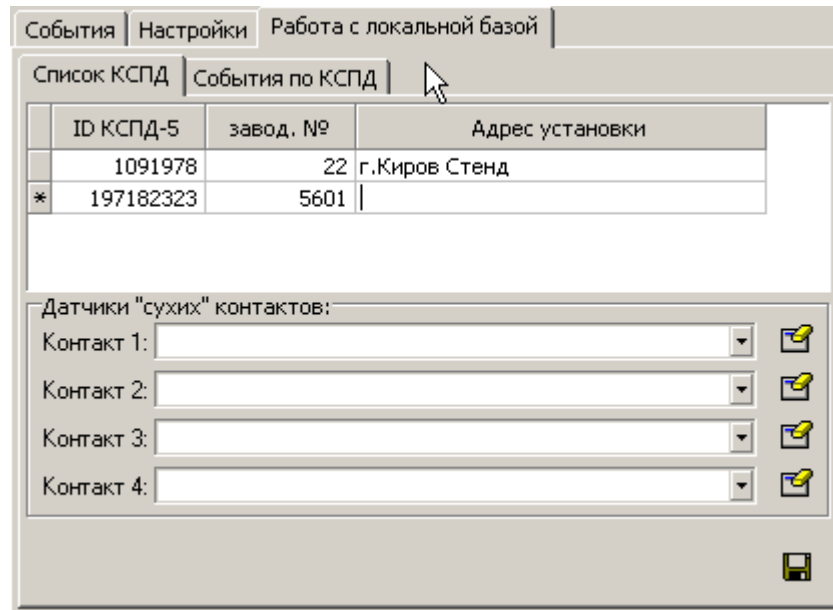 События Настройки Работа с локальной базой
Список КСПД События по КСПД
ID КСПД-5 завод. № Адрес установки
1091978 22 г.Киров Стенд
* 197182323 5601
Датчики "сухих" контактов:
Контакт 1:
Контакт 2:
Контакт 3:
Контакт 4: